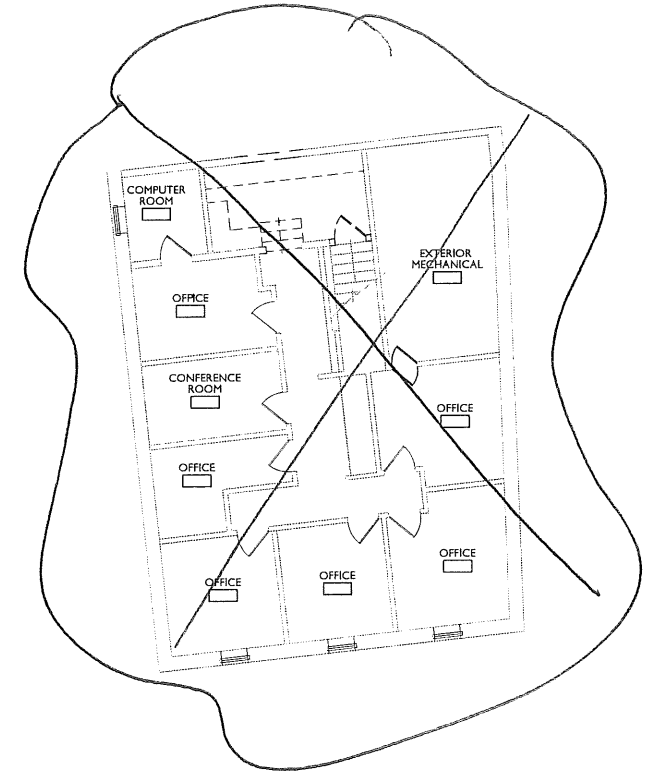 COMPUTER
ROOM
EXTERIOR
MECHANICAL
OFFICE
CONFERENCE
ROOM
OFFICE
OFFICE
OFFICE
OFFICE
OFFICE